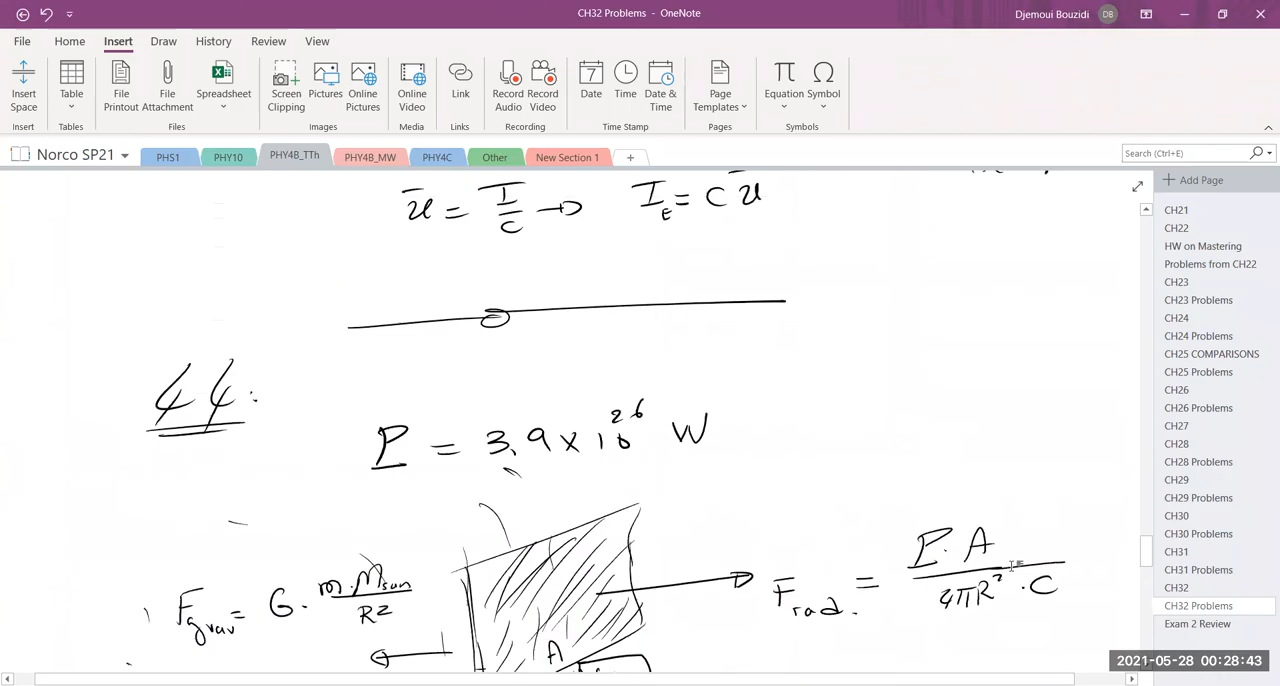 CH32 Problems - OneNote
Djemoui Bouzidi DB
File Home Insert Draw History Review View
Insert Space Table File Printout File Attachment Spreadsheet Screen Clipping Pictures Online Pictures Online Video Link Record Audio Record Video Date Time Date & Time Page Templates Equation Symbol
Insert Tables Files Images Media Links Recording Time Stamp Pages Symbols
Norco SP21 PHS1 PHY10 PHY4B_TTh PHY4B_MW PHY4C Other New Section 1 +
Search (Ctrl+E)
Add Page
CH21
CH22
HW on Mastering
Problems from CH22
CH23
CH23 Problems
CH24
CH24 Problems
CH25 COMPARISONS
CH25 Problems
CH26
CH26 Problems
CH27
CH28
CH28 Problems
CH29
CH29 Problems
CH30
CH30 Problems
CH31
CH31 Problems
CH32
CH32 Problems
Exam 2 Review
ū = I/c → I_E = C ū
44:
P = 3.9 × 10²⁶ W
F_grav = G · m·M_sun / R²
F_rad. = P·A / 4πR²·C
A
2021-05-28 00:28:43